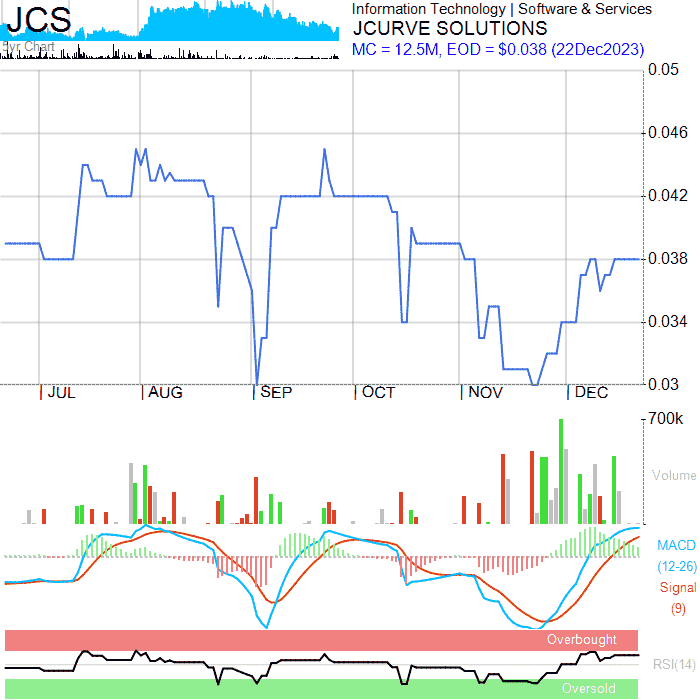 JCS
5yr Chart
Information Technology | Software & Services
JCURVE SOLUTIONS
MC = 12.5M, EOD = $0.038 (22Dec2023)
0.05
0.046
0.042
0.038
0.034
0.03
JUL AUG SEP OCT NOV DEC
700k
Volume
MACD
(12-26)
Signal
(9)
Overbought
RSI(14)
Oversold